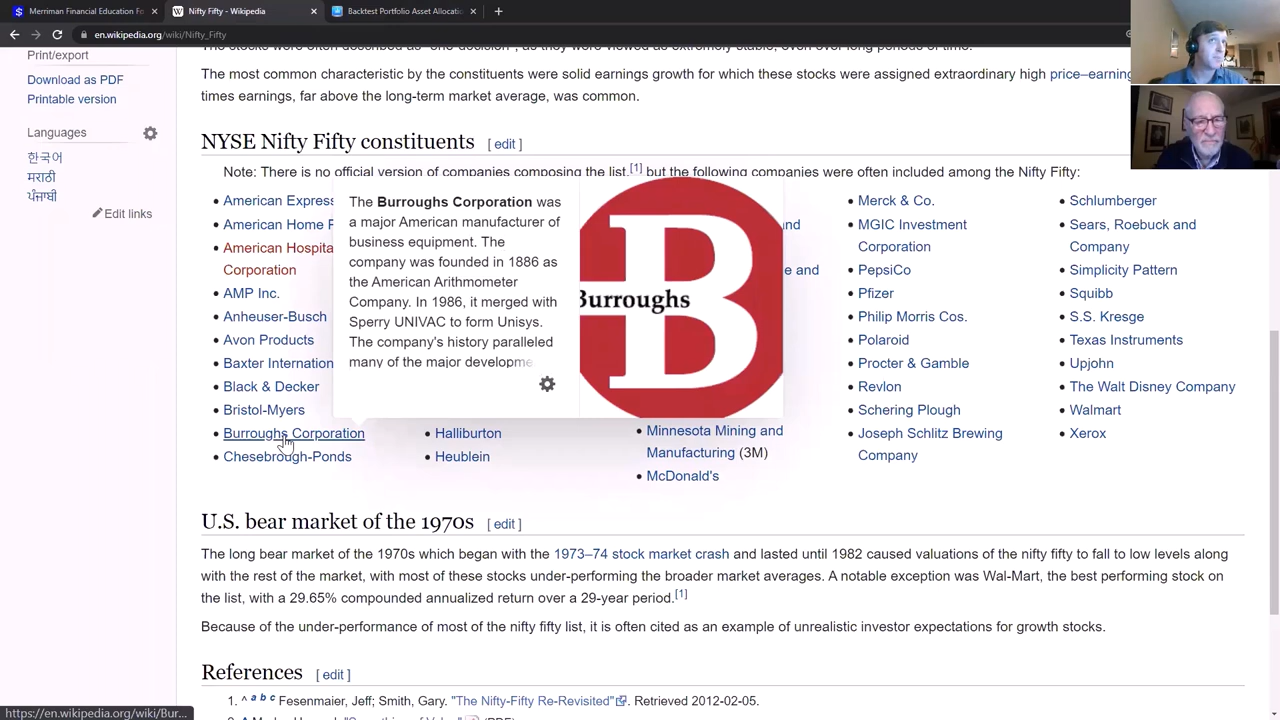 Merriman Financial Education Fe
Nifty Fifty - Wikipedia
Backtest Portfolio Asset Allocatio
en.wikipedia.org/wiki/Nifty_Fifty
Print/export
Download as PDF
Printable version
Languages
한국어
मराठी
ਪੰਜਾਬੀ
Edit links
The most common characteristic by the constituents were solid earnings growth for which these stocks were assigned extraordinary high price–earning
times earnings, far above the long-term market average, was common.
NYSE Nifty Fifty constituents [ edit ]
Note: There is no official version of companies composing the list,[1] but the following companies were often included among the Nifty Fifty:
American Express
American Home P
American Hospita
Corporation
AMP Inc.
Anheuser-Busch
Avon Products
Baxter Internation
Black & Decker
Bristol-Myers
Burroughs Corporation
Chesebrough-Ponds
The Burroughs Corporation was
a major American manufacturer of
business equipment. The
company was founded in 1886 as
the American Arithmometer
Company. In 1986, it merged with
Sperry UNIVAC to form Unisys.
The company's history paralleled
many of the major developme
B
Burroughs
Halliburton
Heublein
nd
e and
Minnesota Mining and
Manufacturing (3M)
McDonald's
Merck & Co.
MGIC Investment
Corporation
PepsiCo
Pfizer
Philip Morris Cos.
Polaroid
Procter & Gamble
Revlon
Schering Plough
Joseph Schlitz Brewing
Company
Schlumberger
Sears, Roebuck and
Company
Simplicity Pattern
Squibb
S.S. Kresge
Texas Instruments
Upjohn
The Walt Disney Company
Walmart
Xerox
U.S. bear market of the 1970s [ edit ]
The long bear market of the 1970s which began with the 1973–74 stock market crash and lasted until 1982 caused valuations of the nifty fifty to fall to low levels along
with the rest of the market, with most of these stocks under-performing the broader market averages. A notable exception was Wal-Mart, the best performing stock on
the list, with a 29.65% compounded annualized return over a 29-year period.[1]
Because of the under-performance of most of the nifty fifty list, it is often cited as an example of unrealistic investor expectations for growth stocks.
References [ edit ]
1. ^ a b c Fesenmaier, Jeff; Smith, Gary. "The Nifty-Fifty Re-Revisited". Retrieved 2012-02-05.
https://en.wikipedia.org/wiki/Bur...